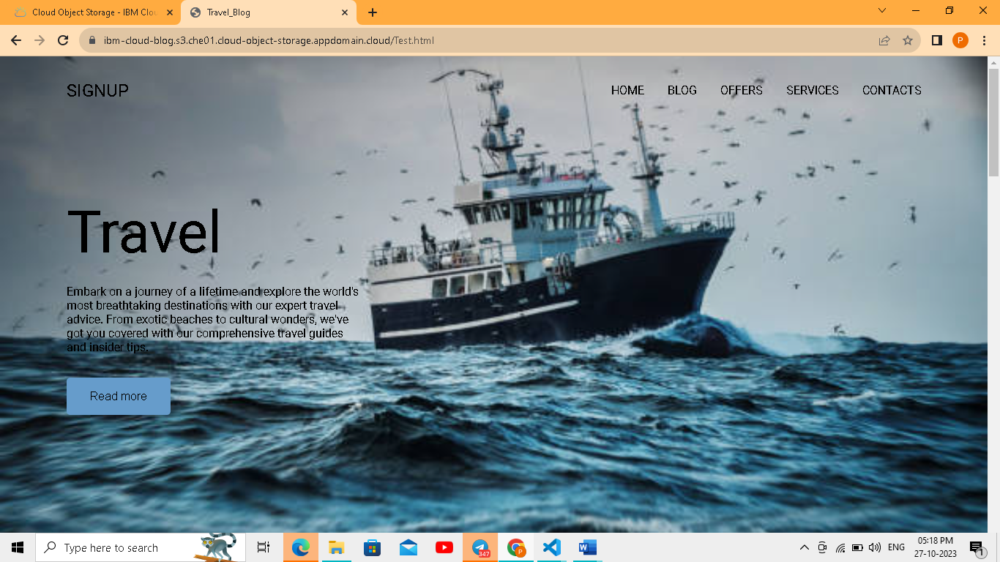 Cloud Object Storage - IBM Clou
Travel_Blog
ibm-cloud-blog.s3.che01.cloud-object-storage.appdomain.cloud/Test.html
P
SIGNUP
HOME BLOG OFFERS SERVICES CONTACTS
Travel
Embark on a journey of a lifetime and explore the world's
most breathtaking destinations with our expert travel
advice. From exotic beaches to cultural wonders, we've
got you covered with our comprehensive travel guides
and insider tips.
Read more
Type here to search
347
P
W
ENG
05:18 PM
27-10-2023
1